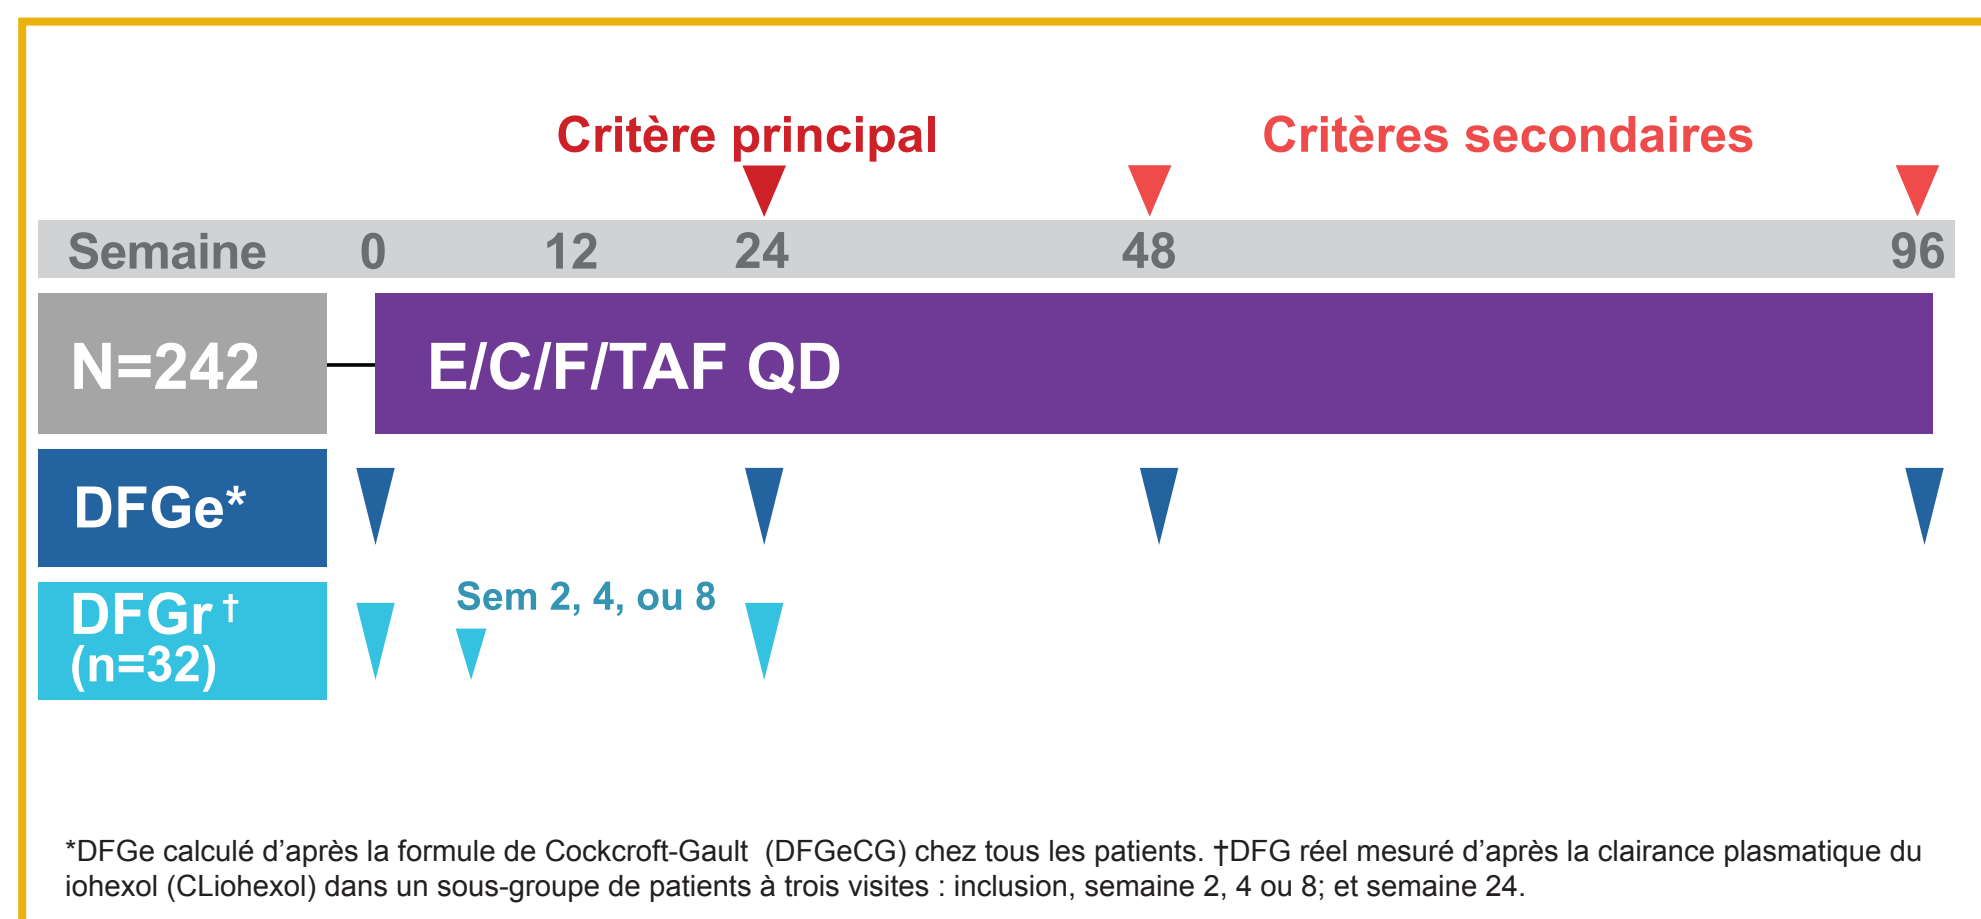 Critère principal
Critères secondaires
Semaine 0 12 24 48 96
N=242
E/C/F/TAF QD
DFGe*
DFGr †
(n=32)
Sem 2, 4, ou 8
*DFGe calculé d’après la formule de Cockcroft-Gault (DFGeCG) chez tous les patients. †DFG réel mesuré d’après la clairance plasmatique du
iohexol (CLiohexol) dans un sous-groupe de patients à trois visites : inclusion, semaine 2, 4 ou 8; et semaine 24.